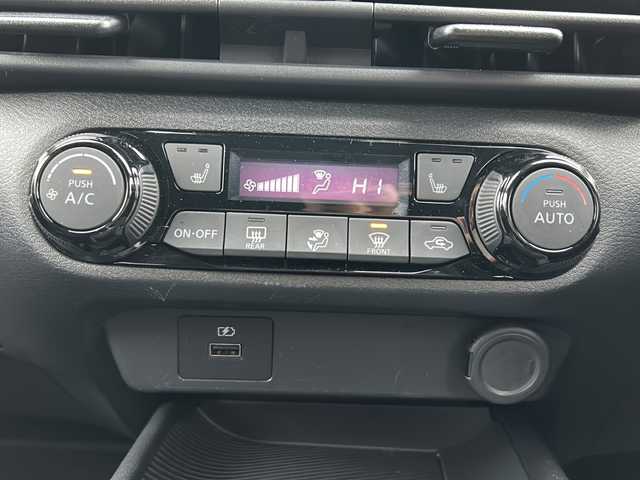 PUSH
A/C
HI
PUSH
AUTO
ON·OFF
REAR
FRONT